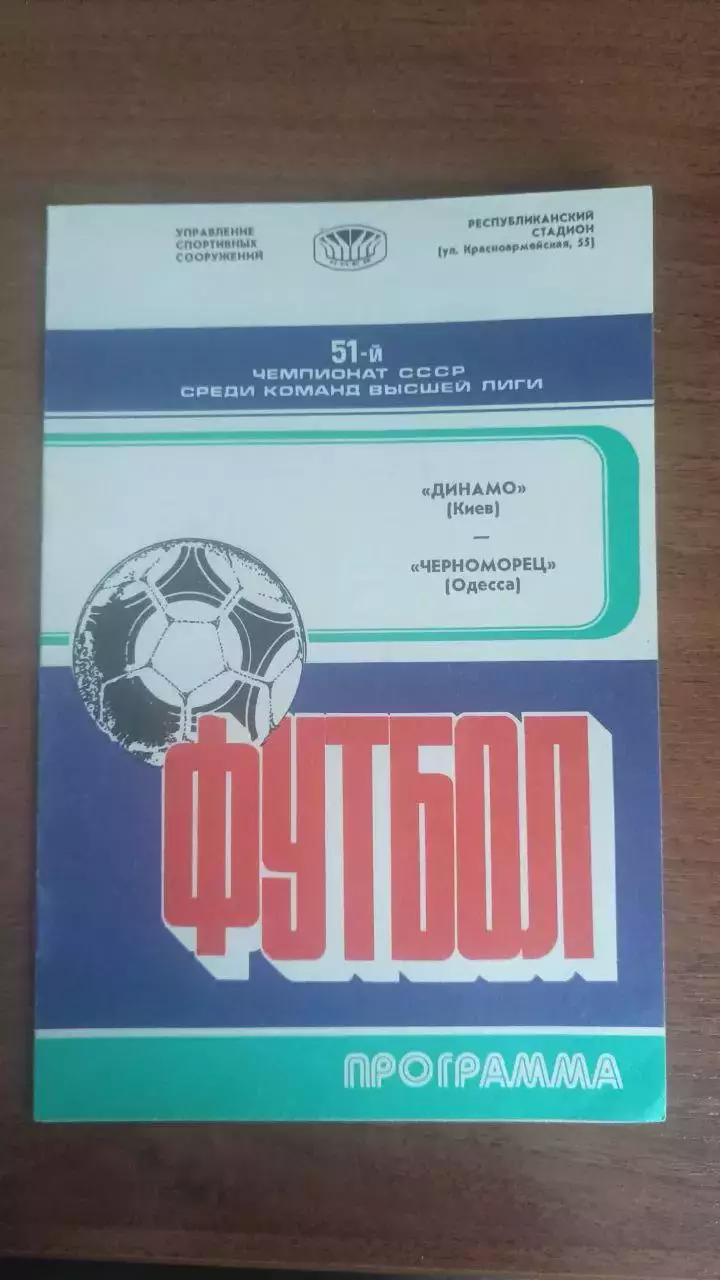 УПРАВЛЕНИЕ
СПОРТИВНЫХ
СООРУЖЕНИЙ
РЕСПУБЛИКАНСКИЙ
СТАДИОН
(ул. Красноармейская, 55)
51-й
ЧЕМПИОНАТ СССР
СРЕДИ КОМАНД ВЫСШЕЙ ЛИГИ
«ДИНАМО»
(Киев)
—
«ЧЕРНОМОРЕЦ»
(Одесса)
ФУТБОЛ
ПРОГРАММА